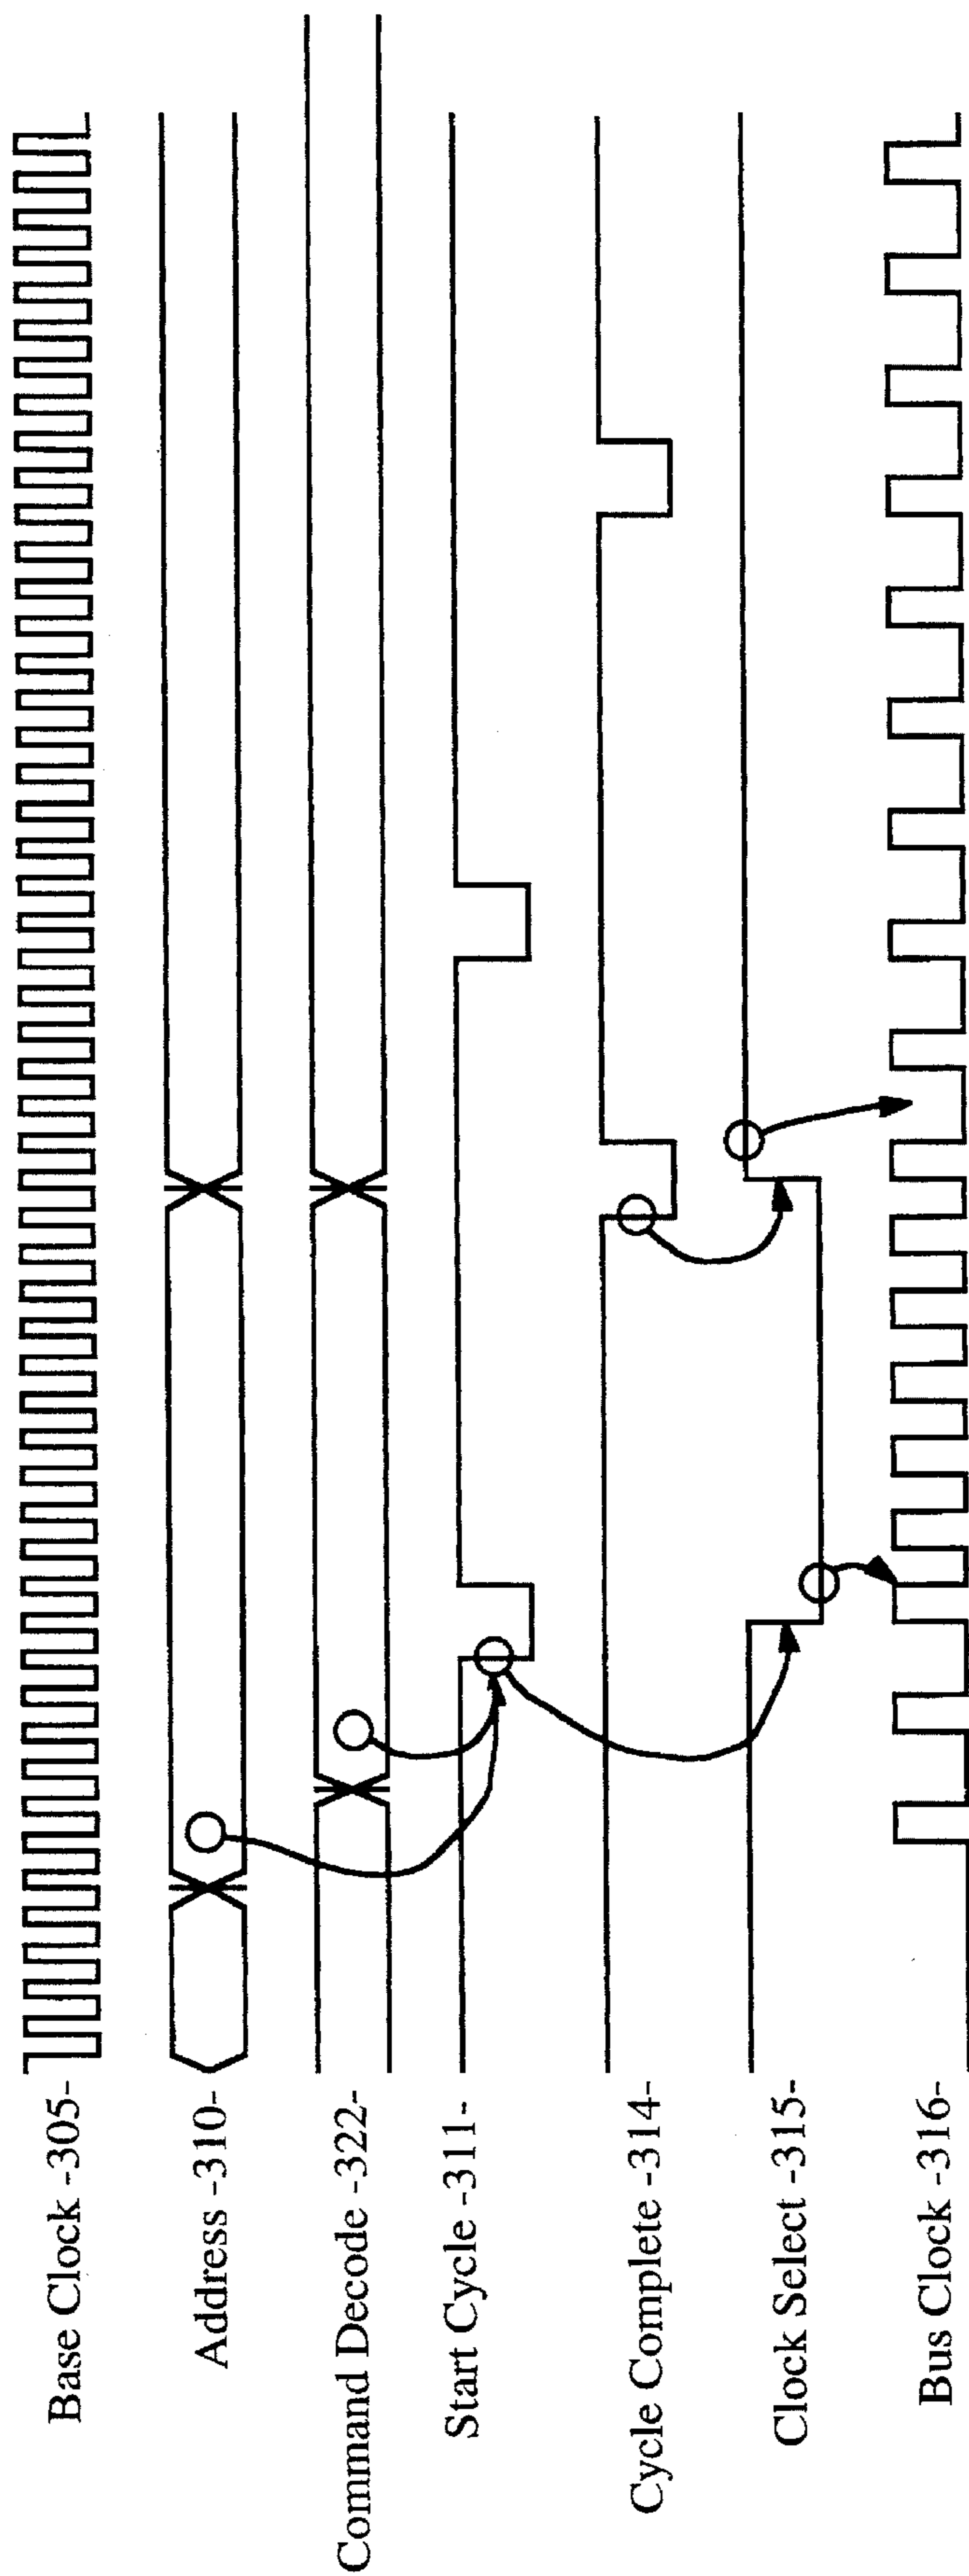 Base Clock -305-
Address -310-
Command Decode -322-
Start Cycle -311-
Cycle Complete -314-
Clock Select -315-
Bus Clock -316-